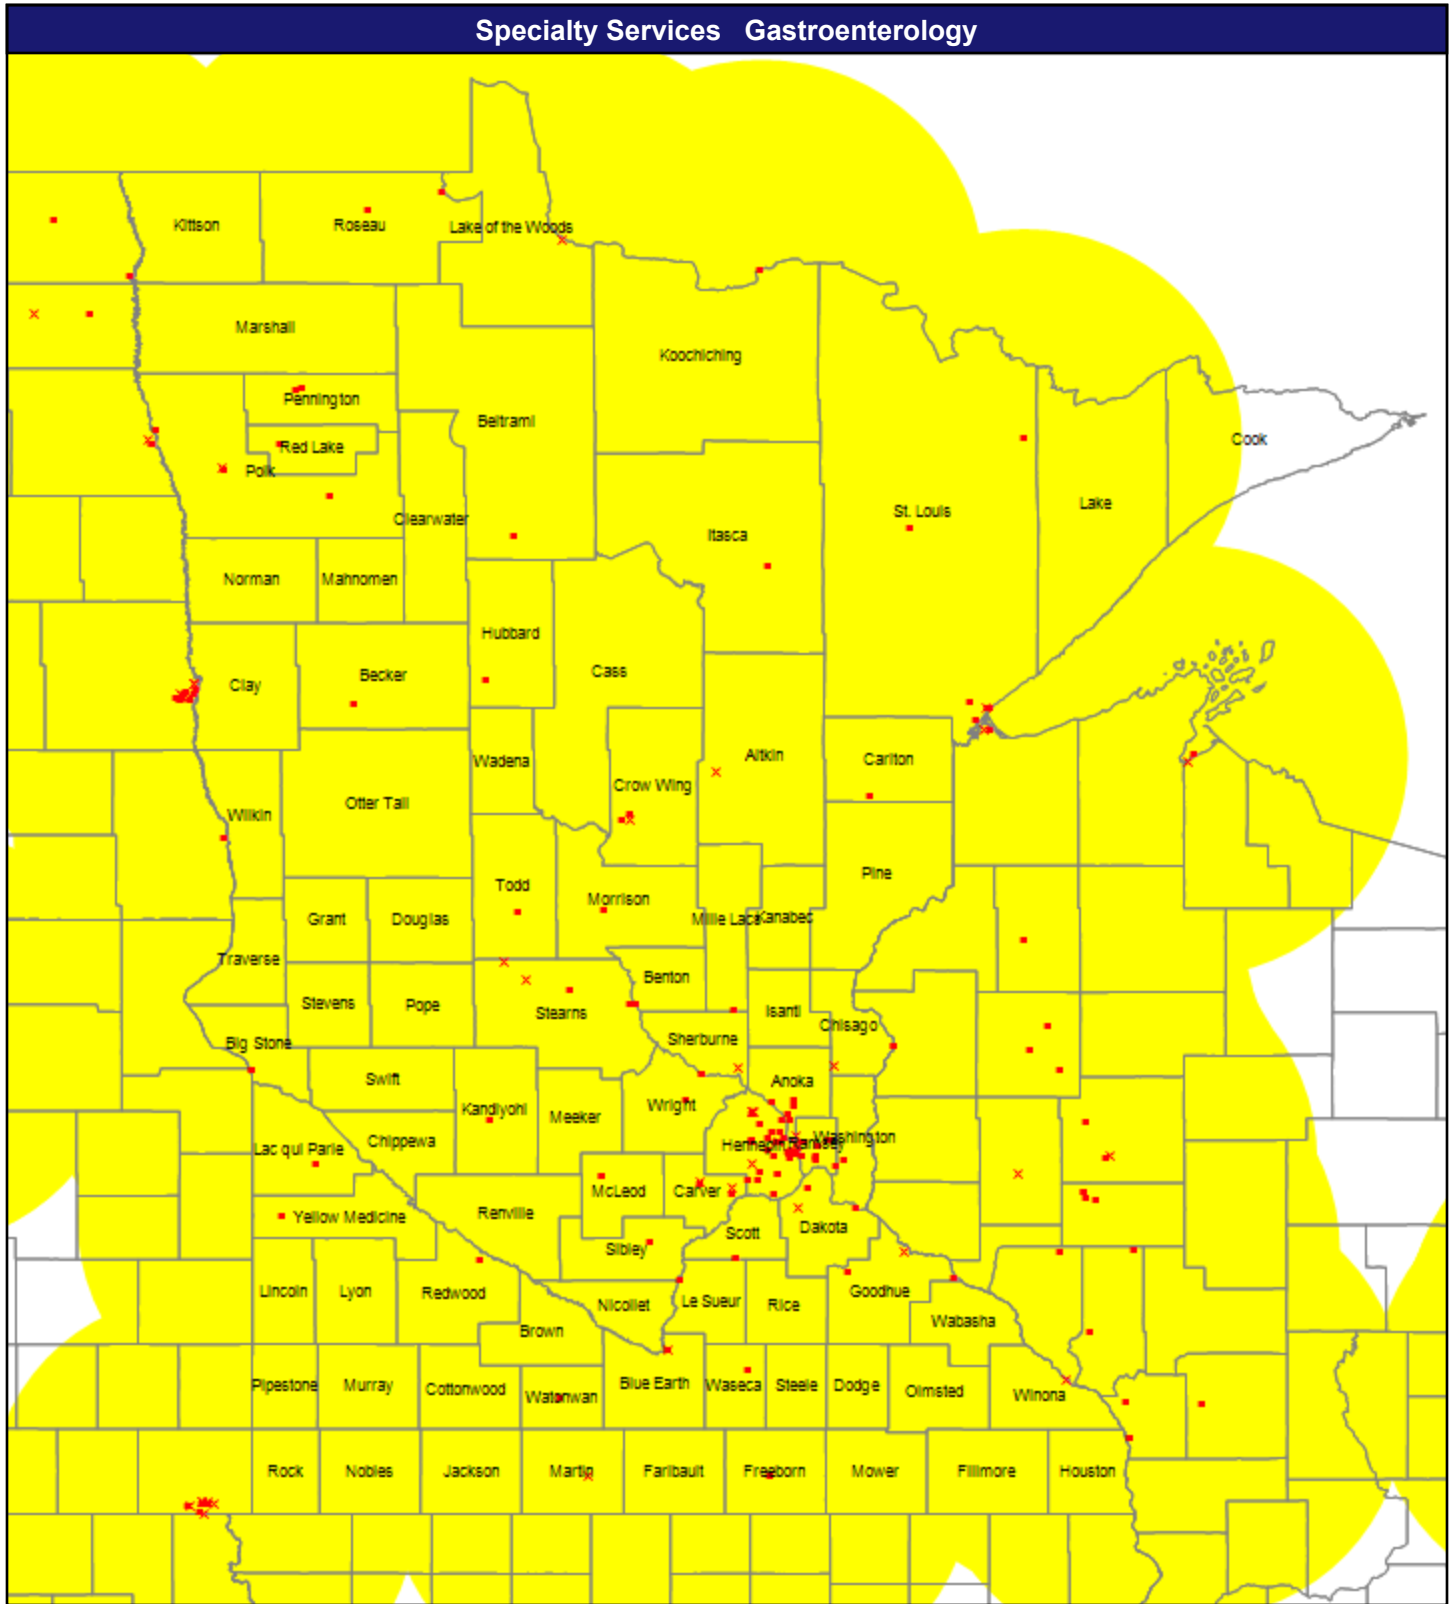 Specialty Services   Gastroenterology
Kittson
Roseau
Lake of the Woods
Marshall
Koochiching
Pennington
Beltrami
Red Lake
Polk
Cook
Clearwater
St. Louis
Lake
Itasca
Norman
Mahnomen
Hubbard
Cass
Clay
Becker
Wadena
Aitkin
Carlton
Crow Wing
Otter Tail
Wilkin
Pine
Todd
Morrison
Grant
Douglas
Mille Lacs
Kanabec
Traverse
Benton
Stevens
Pope
Stearns
Isanti
Chisago
Big Stone
Sherburne
Swift
Anoka
Kandiyohi
Meeker
Wright
Lac qui Parle
Chippewa
Hennepin
Ramsey
Washington
McLeod
Carver
Yellow Medicine
Renville
Scott
Dakota
Sibley
Lincoln
Lyon
Redwood
Nicollet
Le Sueur
Rice
Goodhue
Brown
Wabasha
Pipestone
Murray
Cottonwood
Watonwan
Blue Earth
Waseca
Steele
Dodge
Olmsted
Winona
Rock
Nobles
Jackson
Martin
Faribault
Freeborn
Mower
Fillmore
Houston